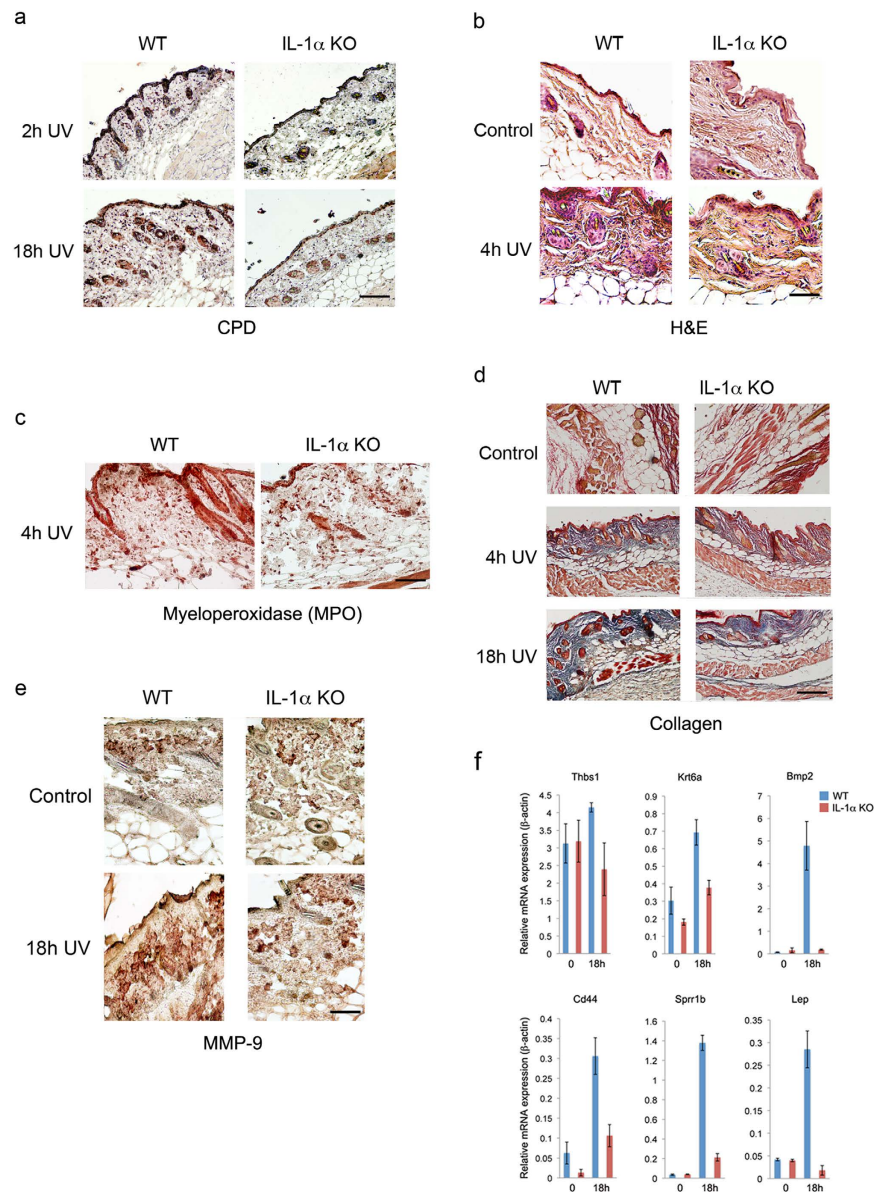 a
WT IL-1α KO
2h UV
18h UV
CPD
b
WT IL-1α KO
Control
4h UV
H&E
c
WT IL-1α KO
4h UV
Myeloperoxidase (MPO)
d
WT IL-1α KO
Control
4h UV
18h UV
Collagen
e
WT IL-1α KO
Control
18h UV
MMP-9
f
Thbs1
Relative mRNA expression (β-actin)
4.5
4
3.5
3
2.5
2
1.5
1
0.5
0
0 18h
Krt6a
0.9
0.8
0.7
0.6
0.5
0.4
0.3
0.2
0.1
0
0 18h
Bmp2
7
6
5
4
3
2
1
0
0 18h
WT
IL-1α KO
Cd44
Relative mRNA expression (β-actin)
0.4
0.35
0.3
0.25
0.2
0.15
0.1
0.05
0
0 18h
Sprr1b
1.6
1.4
1.2
1
0.8
0.6
0.4
0.2
0
0 18h
Lep
0.35
0.3
0.25
0.2
0.15
0.1
0.05
0
0 18h